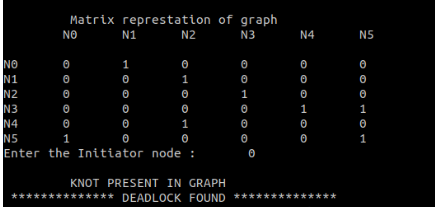 Matrix represtation of graph
N0 N1 N2 N3 N4 N5
N0 0 1 0 0 0 0
N1 0 0 1 0 0 0
N2 0 0 0 1 0 0
N3 0 0 0 0 1 1
N4 0 0 1 0 0 0
N5 1 0 0 0 0 1
Enter the Initiator node : 0
KNOT PRESENT IN GRAPH
************** DEADLOCK FOUND **************